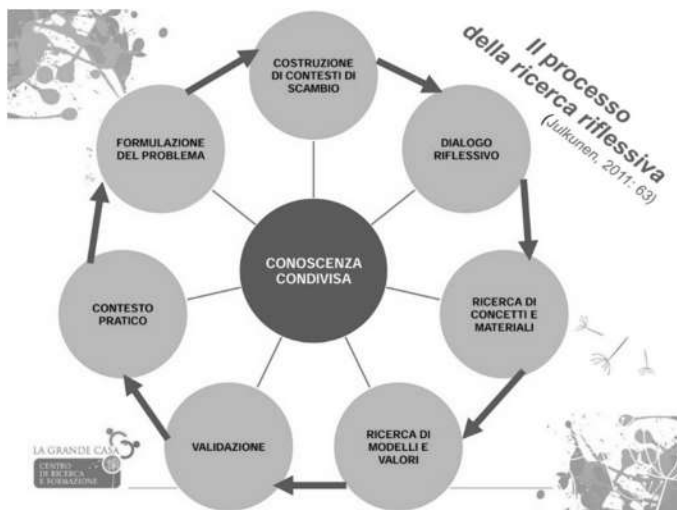 Il processo
della ricerca riflessiva
(Julkunen, 2011: 63)
COSTRUZIONE
DI CONTESTI DI
SCAMBIO
DIALOGO
RIFLESSIVO
RICERCA DI
CONCETTI E
MATERIALI
RICERCA DI
MODELLI E
VALORI
VALIDAZIONE
CONTESTO
PRATICO
FORMULAZIONE
DEL PROBLEMA
CONOSCENZA
CONDIVISA
LA GRANDE CASA
CENTRO
DI RICERCA
E FORMAZIONE